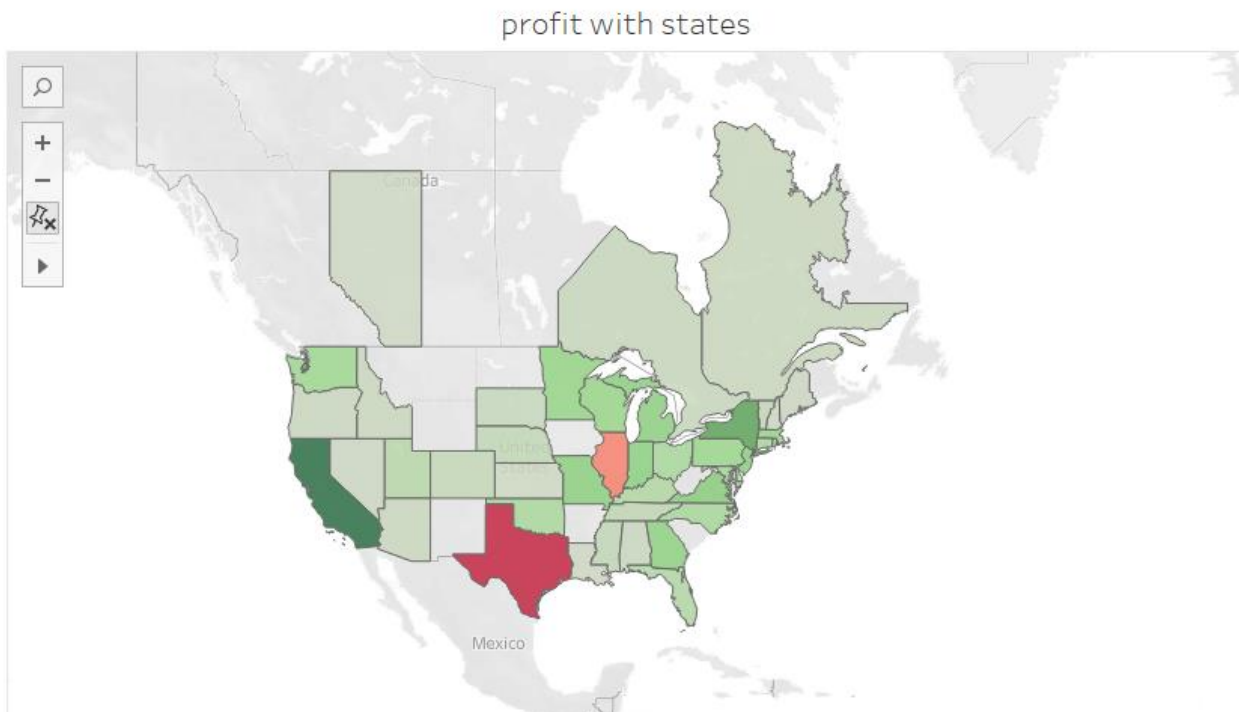 profit with states
Canada
United
States
Mexico